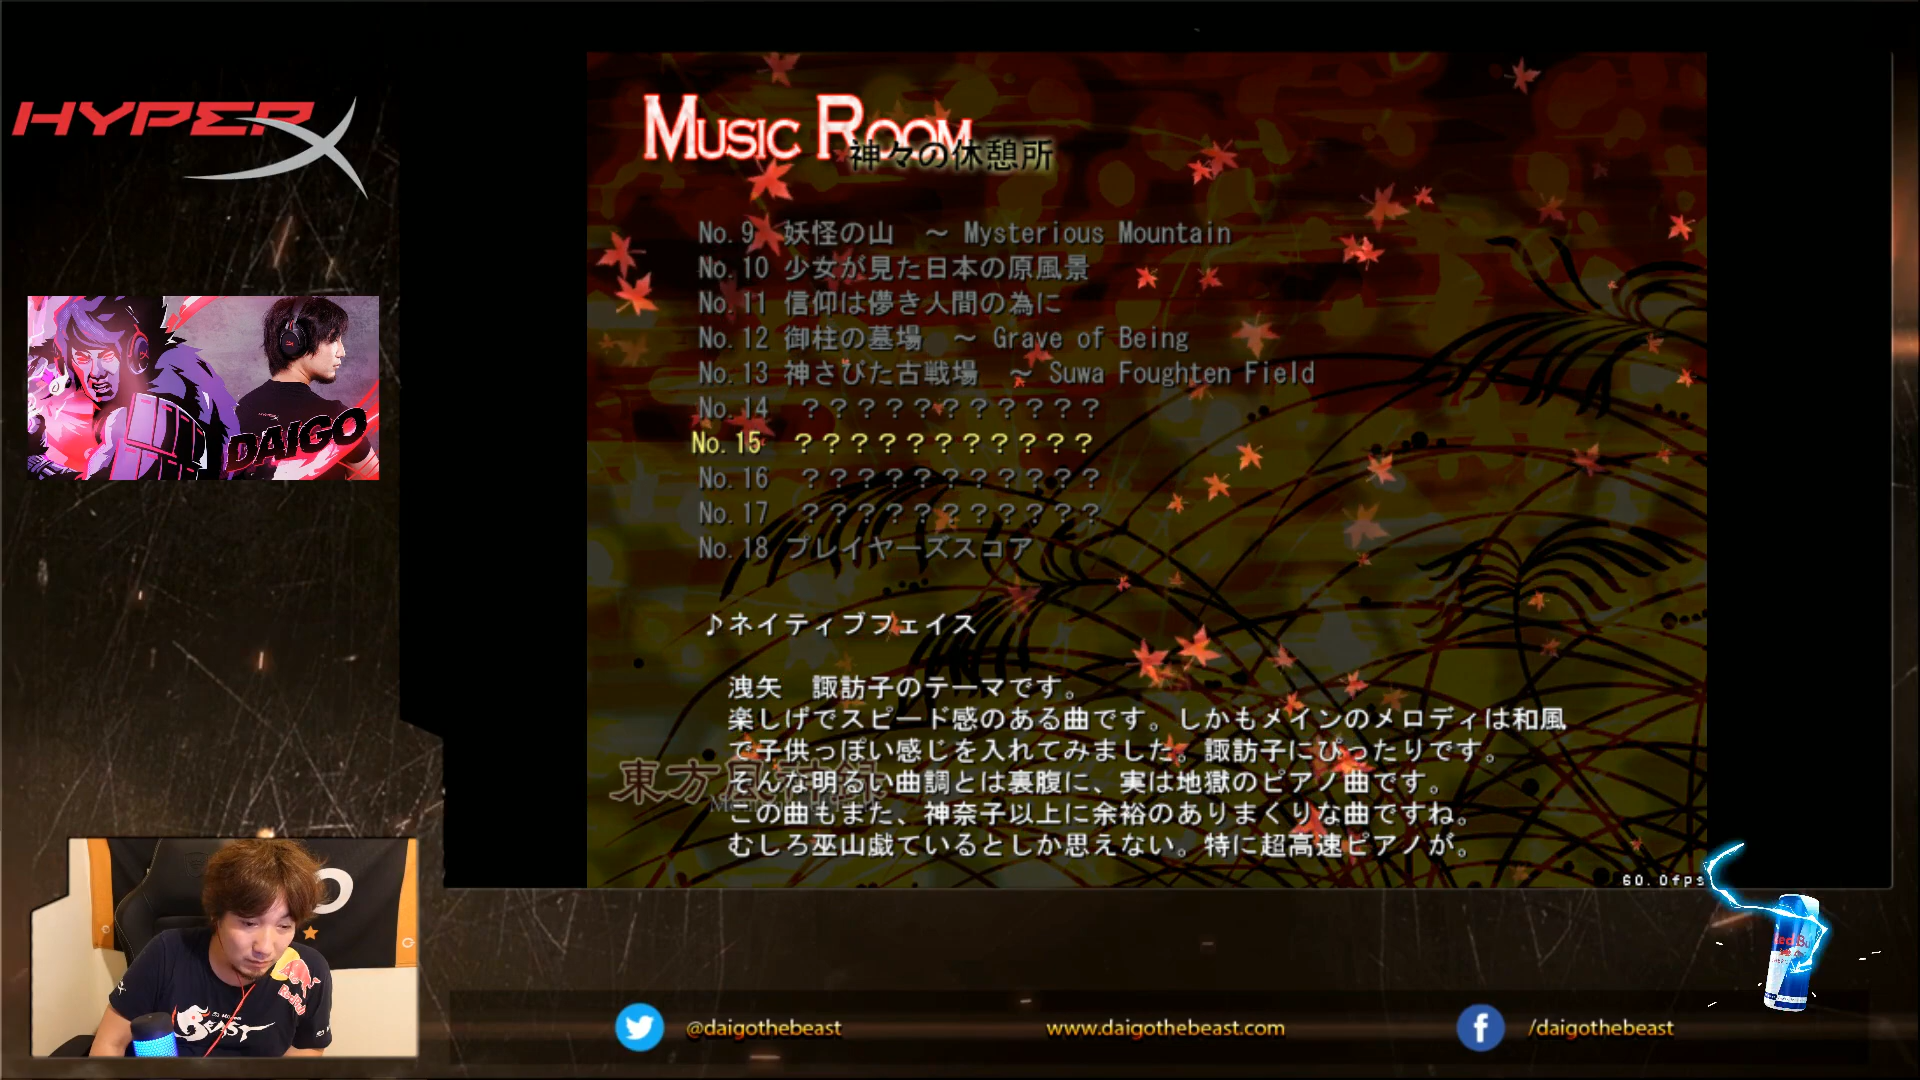 HYPERX
MUSIC ROOM
神々の休憩所
No. 9 妖怪の山 ～ Mysterious Mountain
No. 10 少女が見た日本の原風景
No. 11 信仰は儚き人間の為に
No. 12 御柱の墓場 ～ Grave of Being
No. 13 神さびた古戦場 ～ Suwa Foughten Field
No. 14 ？？？？？？？？？？？
No. 15 ？？？？？？？？？？？
No. 16 ？？？？？？？？？？？
No. 17 ？？？？？？？？？？？
No. 18 プレイヤーズスコア
DAIGO
♪ネイティブフェイス
洩矢　諏訪子のテーマです。
楽しげでスピード感のある曲です。しかもメインのメロディは和風
で子供っぽい感じを入れてみました。諏訪子にぴったりです。
そんな明るい曲調とは裏腹に、実は地獄のピアノ曲です。
この曲もまた、神奈子以上に余裕のありまくりな曲ですね。
むしろ巫山戯ているとしか思えない。特に超高速ピアノが。
東方風神録
60.0fps
BEAST
RedBull
@daigothebeast
www.daigothebeast.com
/daigothebeast